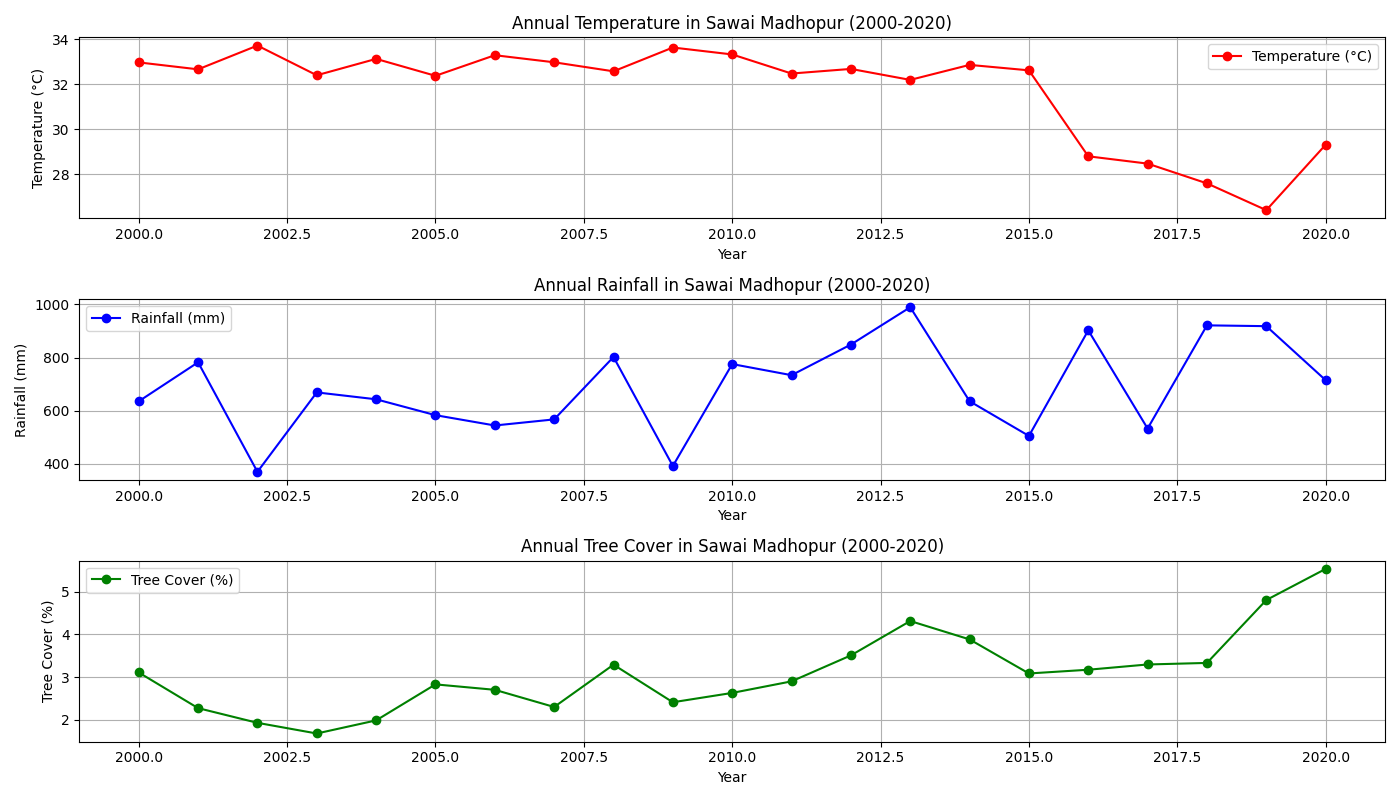 Annual Temperature in Sawai Madhopur (2000-2020)
Temperature (°C)
34
32
30
28
Temperature (°C)
2000.0 2002.5 2005.0 2007.5 2010.0 2012.5 2015.0 2017.5 2020.0
Year
Annual Rainfall in Sawai Madhopur (2000-2020)
Rainfall (mm)
1000
800
600
400
Rainfall (mm)
2000.0 2002.5 2005.0 2007.5 2010.0 2012.5 2015.0 2017.5 2020.0
Year
Annual Tree Cover in Sawai Madhopur (2000-2020)
Tree Cover (%)
5
4
3
2
Tree Cover (%)
2000.0 2002.5 2005.0 2007.5 2010.0 2012.5 2015.0 2017.5 2020.0
Year